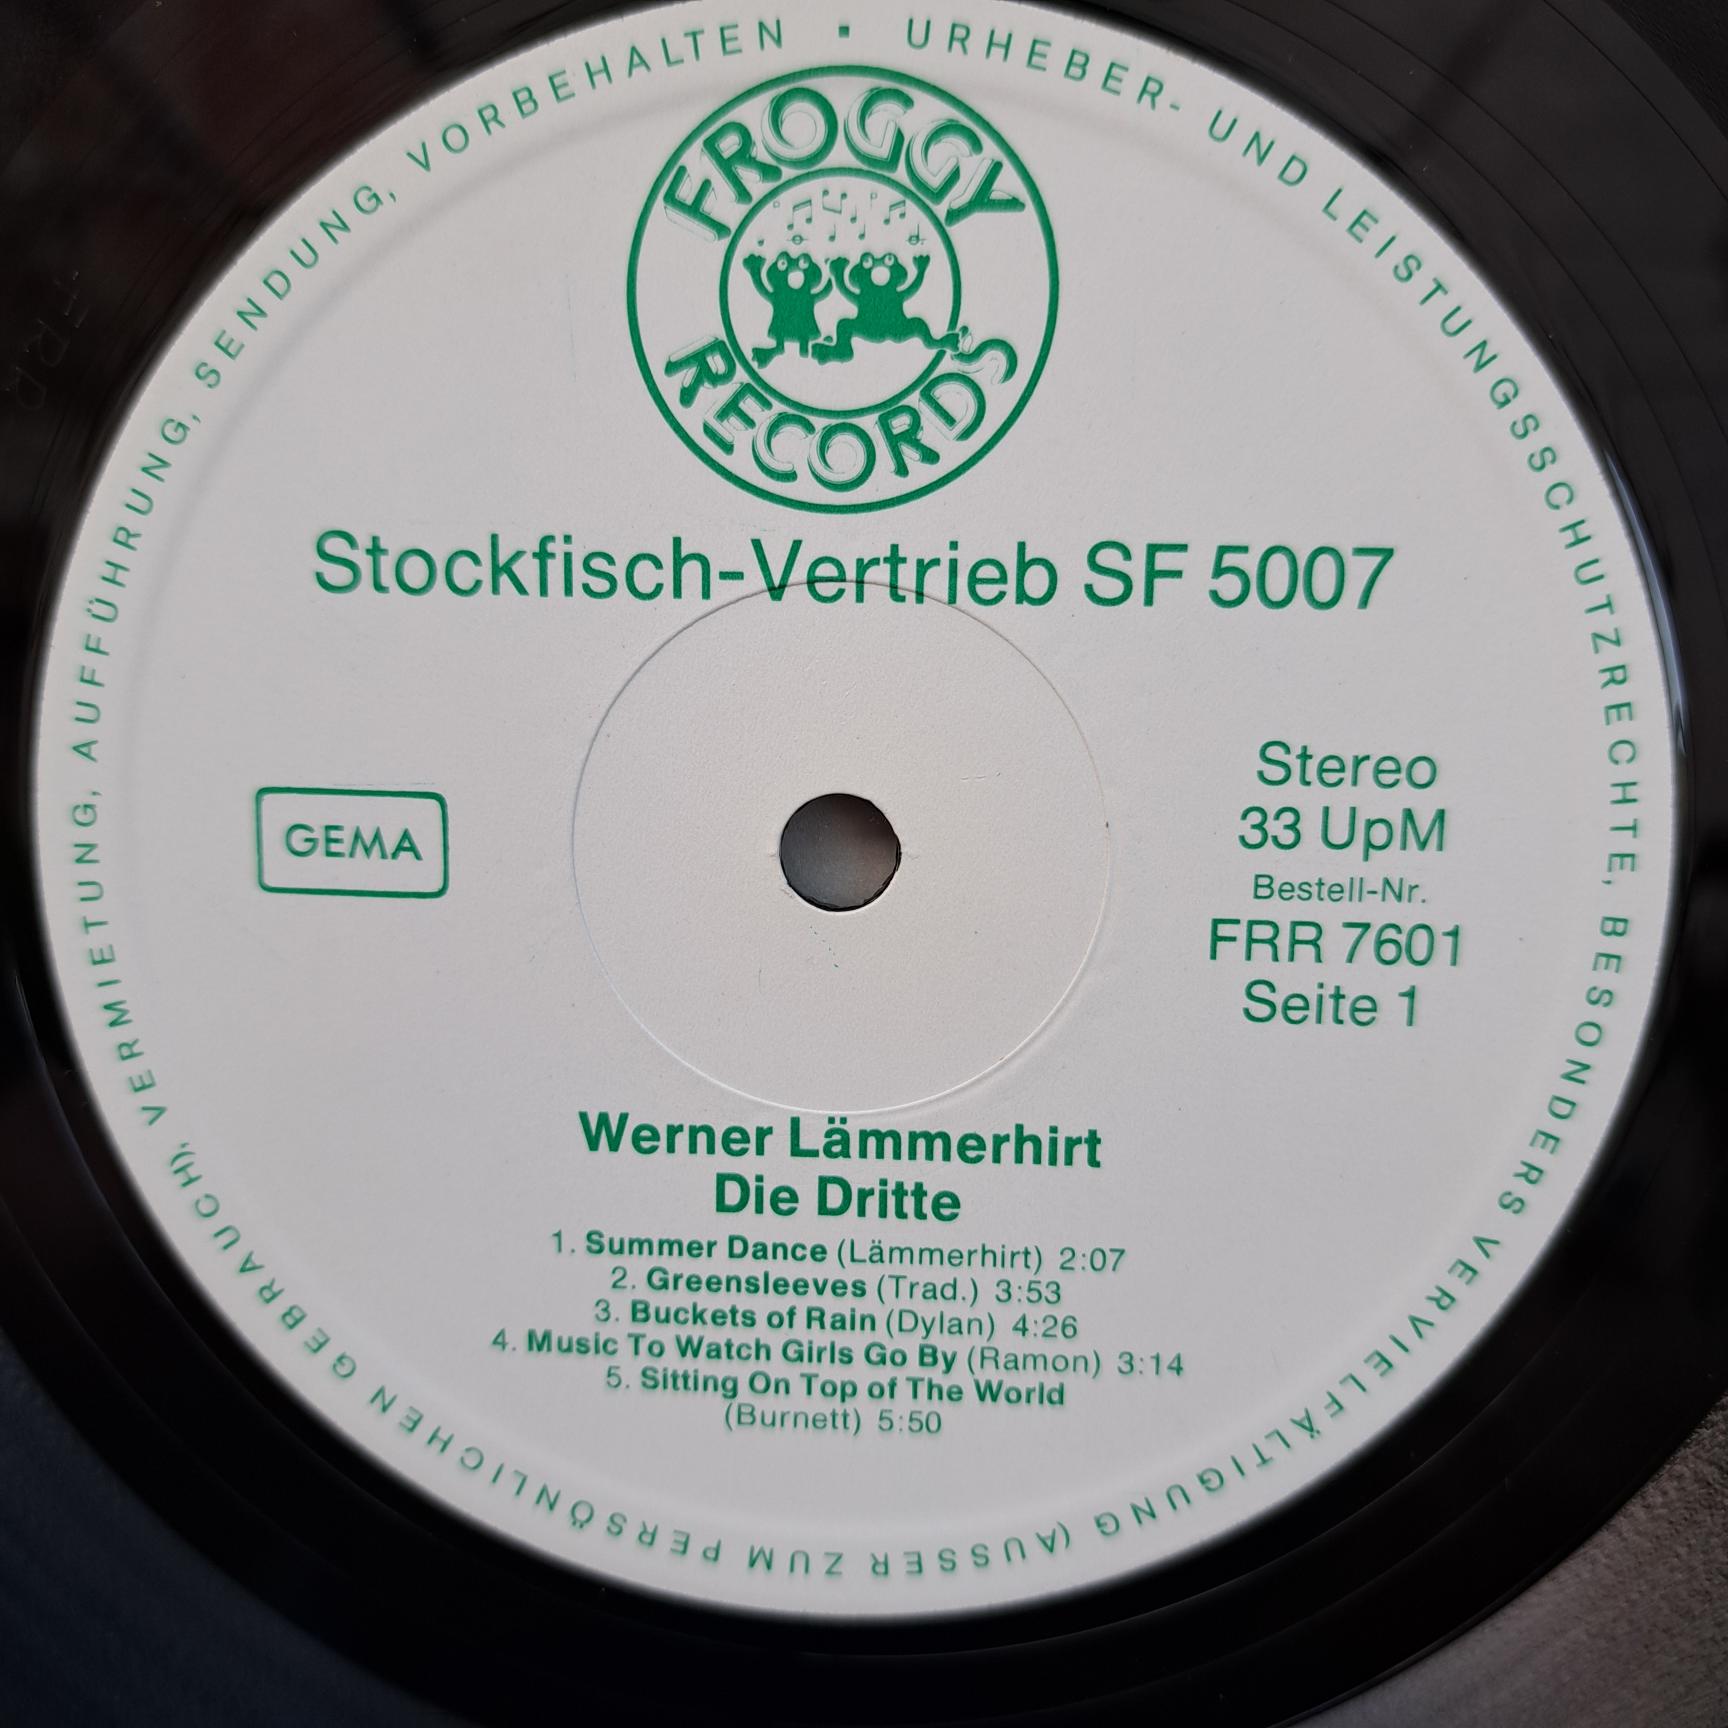 URHEBER- UND LEISTUNGSSCHUTZRECHTE, BESONDERS VERVIELFÄLTIGUNG (AUSSER ZUM PERSÖNLICHEN GEBRAUCH), VERMIETUNG, AUFFÜHRUNG, SENDUNG, VORBEHALTEN ▪
FROGGY
RECORDS
Stockfisch-Vertrieb SF 5007
GEMA
Stereo
33 UpM
Bestell-Nr.
FRR 7601
Seite 1
Werner Lämmerhirt
Die Dritte
1. Summer Dance (Lämmerhirt) 2:07
2. Greensleeves (Trad.) 3:53
3. Buckets of Rain (Dylan) 4:26
4. Music To Watch Girls Go By (Ramon) 3:14
5. Sitting On Top of The World
(Burnett) 5:50
FRR